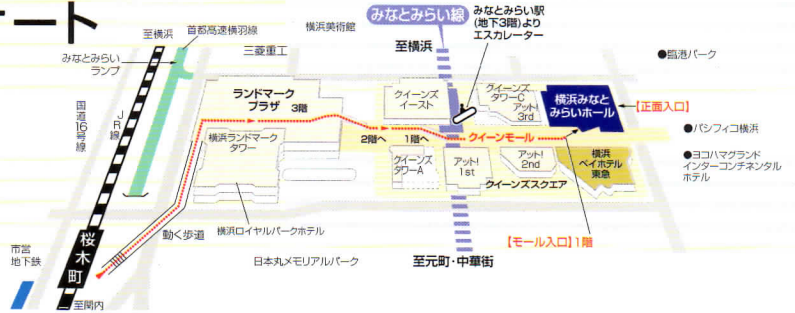 ート
みなとみらい線
みなとみらい駅
(地下3階)より
エスカレーター
至横浜
首都高速横羽線
横浜美術館
至横浜
三菱重工
みなとみらい
ランプ
●臨港パーク
国道16号線
JR線
ランドマーク
プラザ 3階
クイーンズ
イースト
クイーンズ
タワーC
アット!
3rd
横浜みなと
みらいホール
【正面入口】
横浜ランドマーク
タワー
2階へ
1階へ
クイーンモール
●パシフィコ横浜
クイーンズ
タワーA
アット!
1st
アット!
2nd
横浜
ベイホテル
東急
●ヨコハマグランド
インターコンチネンタル
ホテル
クイーンズスクエア
動く歩道
横浜ロイヤルパークホテル
【モール入口】1階
市営
地下鉄
桜木町
日本丸メモリアルパーク
至元町・中華街
至関内